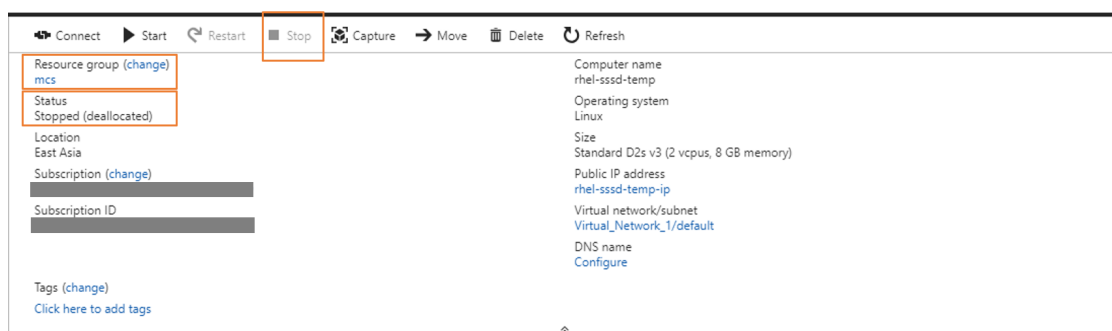 Connect Start Restart Stop Capture Move Delete Refresh
Resource group (change)
mcs
Status
Stopped (deallocated)
Location
East Asia
Subscription (change)
Subscription ID
Tags (change)
Click here to add tags
Computer name
rhel-sssd-temp
Operating system
Linux
Size
Standard D2s v3 (2 vcpus, 8 GB memory)
Public IP address
rhel-sssd-temp-ip
Virtual network/subnet
Virtual_Network_1/default
DNS name
Configure